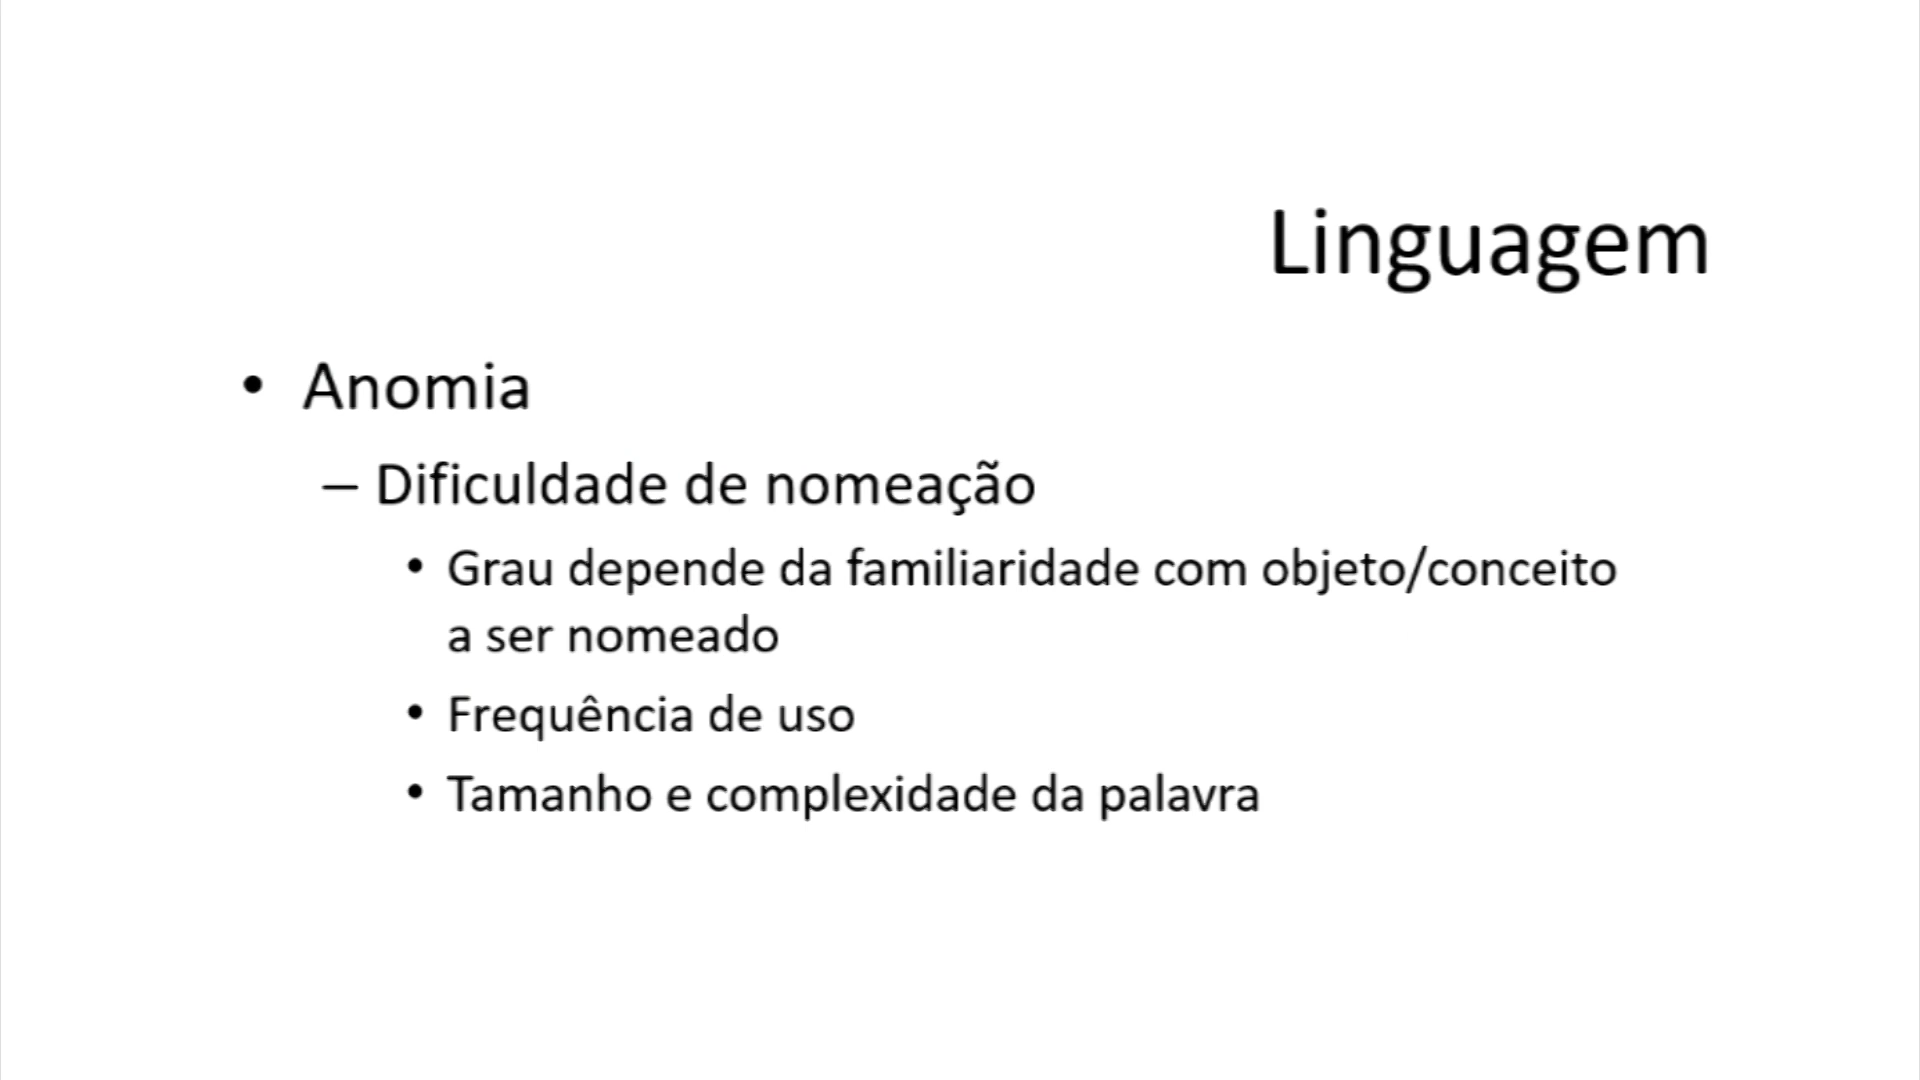 Linguagem
• Anomia
– Dificuldade de nomeação
• Grau depende da familiaridade com objeto/conceito
a ser nomeado
• Frequência de uso
• Tamanho e complexidade da palavra